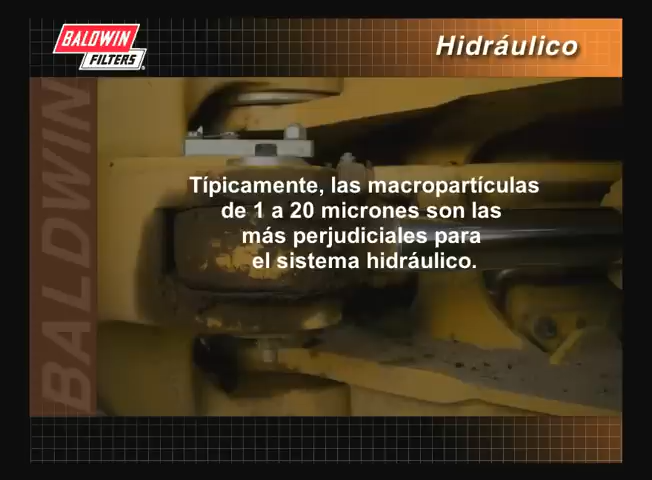 BALDWIN
FILTERS
Hidráulico
BALDWIN
Típicamente, las macropartículas
de 1 a 20 micrones son las
más perjudiciales para
el sistema hidráulico.